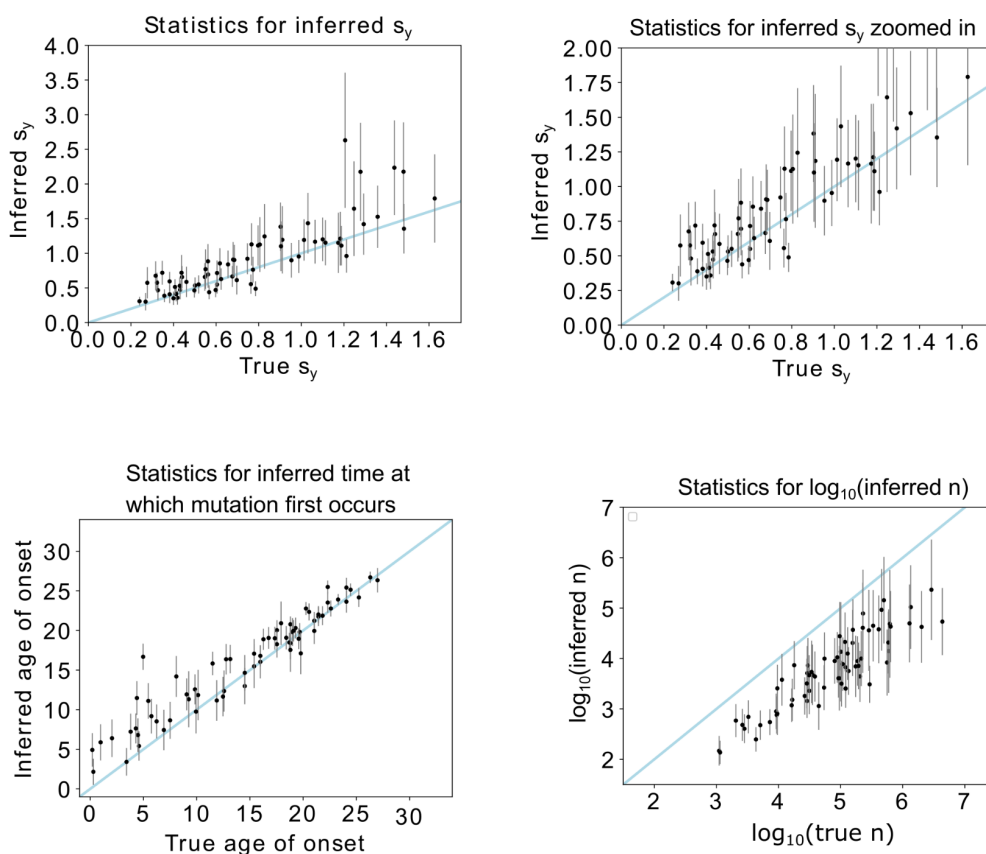 Statistics for inferred s_y
4.0
3.5
3.0
2.5
2.0
1.5
1.0
0.5
0.0
Inferred s_y
0.0 0.2 0.4 0.6 0.8 1.0 1.2 1.4 1.6
True s_y
Statistics for inferred s_y zoomed in
2.00
1.75
1.50
1.25
1.00
0.75
0.50
0.25
0.00
Inferred s_y
0.0 0.2 0.4 0.6 0.8 1.0 1.2 1.4 1.6
True s_y
Statistics for inferred time at
which mutation first occurs
30
25
20
15
10
5
0
Inferred age of onset
0 5 10 15 20 25 30
True age of onset
Statistics for log₁₀(inferred n)
7
6
5
4
3
2
log₁₀(inferred n)
2 3 4 5 6 7
log₁₀(true n)